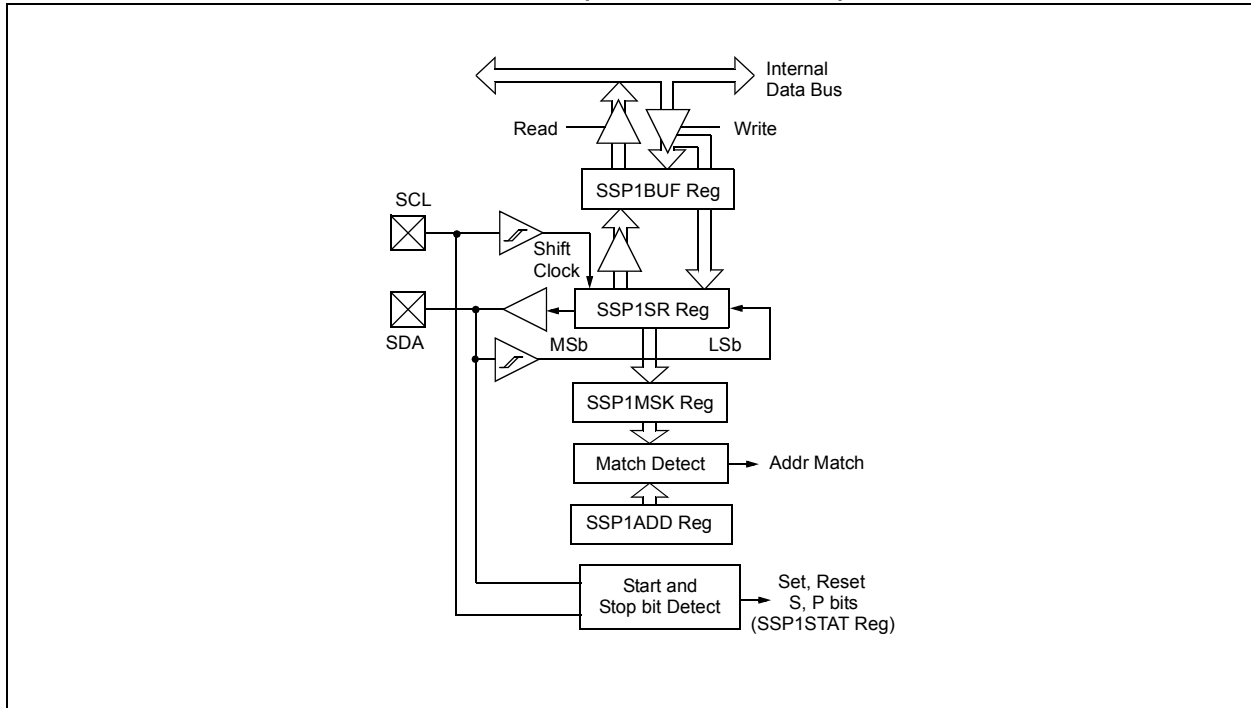 Internal
Data Bus
Read
Write
SSP1BUF Reg
SCL
Shift
Clock
SSP1SR Reg
SDA
MSb
LSb
SSP1MSK Reg
Match Detect
Addr Match
SSP1ADD Reg
Start and
Stop bit Detect
Set, Reset
S, P bits
(SSP1STAT Reg)